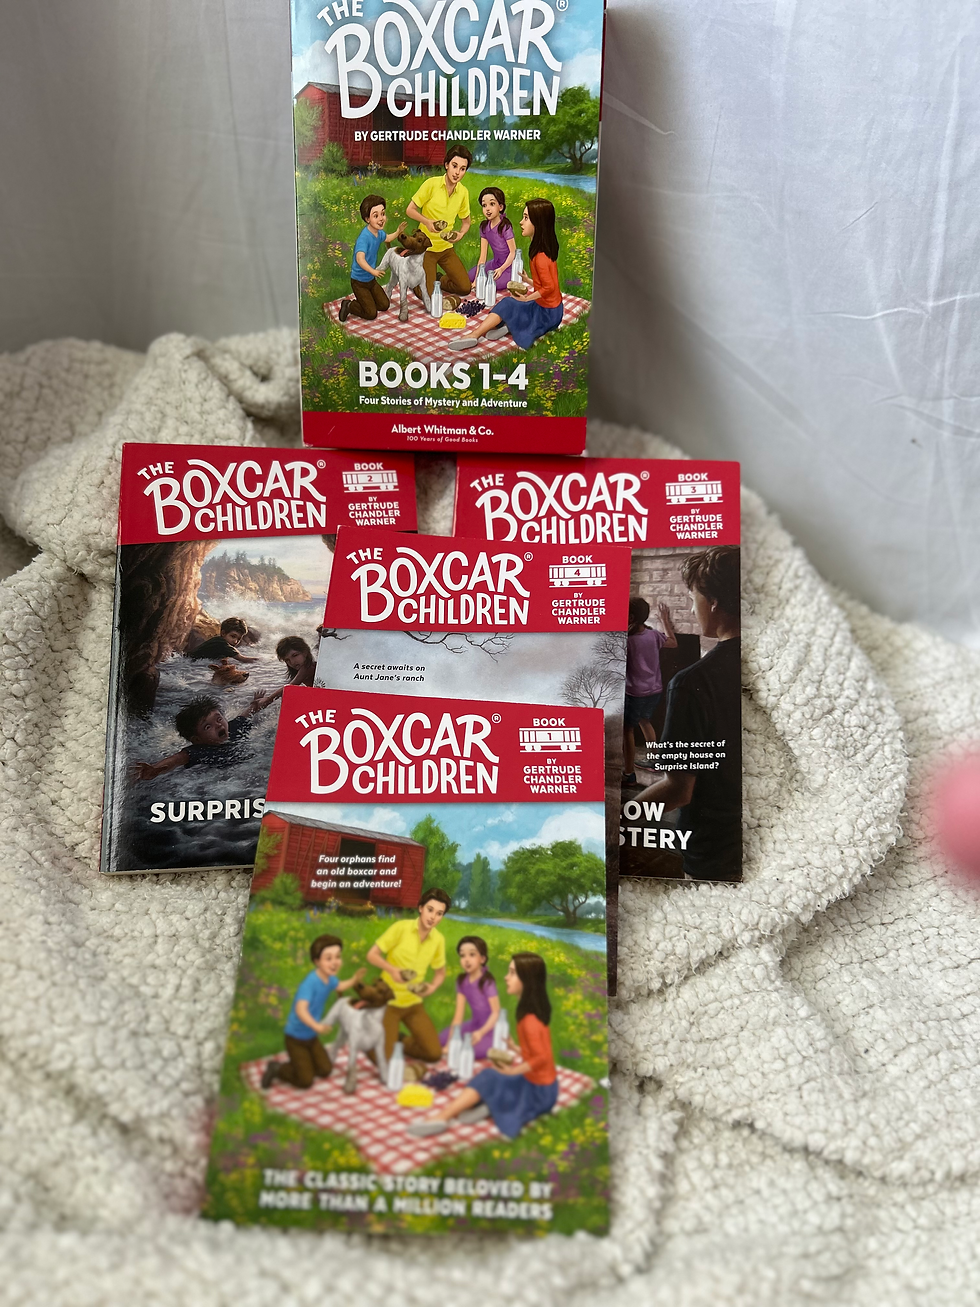 THE
BOXCAR®
CHILDREN
BY GERTRUDE CHANDLER WARNER
BOOKS 1-4
Four Stories of Mystery and Adventure
Albert Whitman & Co.
100 Years of Good Books
THE
BOXCAR®
CHILDREN
BOOK
2
BY
GERTRUDE
CHANDLER
WARNER
SURPRIS
THE
BOXCAR®
CHILDREN
BOOK
3
BY
GERTRUDE
CHANDLER
WARNER
What's the secret of
the empty house on
Surprise Island?
LOW
STERY
THE
BOXCAR®
CHILDREN
BOOK
4
BY
GERTRUDE
CHANDLER
WARNER
A secret awaits on
Aunt Jane's ranch
THE
BOXCAR®
CHILDREN
BOOK
1
BY
GERTRUDE
CHANDLER
WARNER
Four orphans find
an old boxcar and
begin an adventure!
THE CLASSIC STORY BELOVED BY
MORE THAN A MILLION READERS